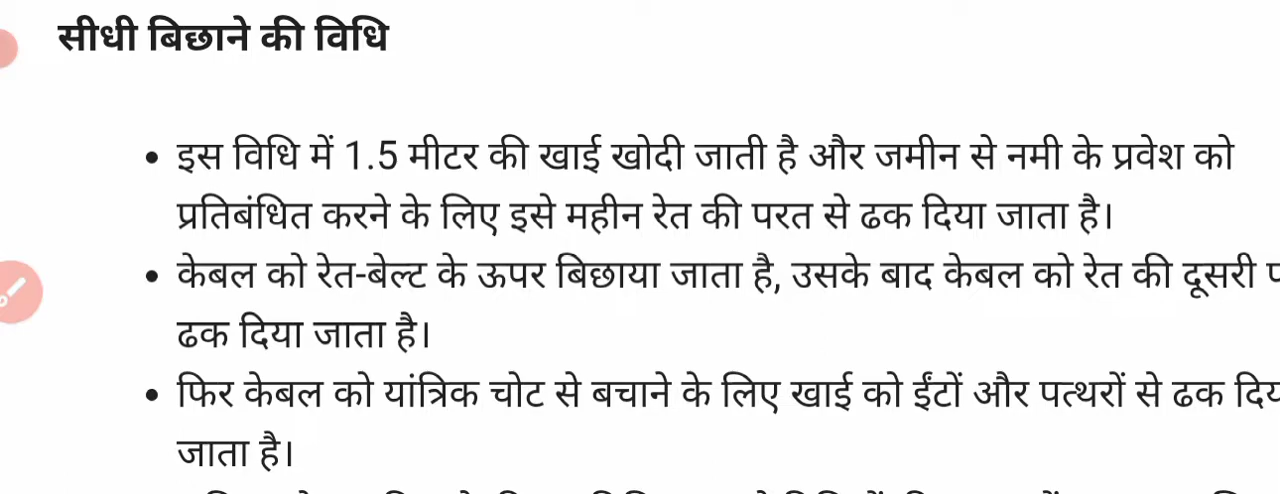 सीधी बिछाने की विधि
इस विधि में 1.5 मीटर की खाई खोदी जाती है और जमीन से नमी के प्रवेश को
प्रतिबंधित करने के लिए इसे महीन रेत की परत से ढक दिया जाता है।
केबल को रेत-बेल्ट के ऊपर बिछाया जाता है, उसके बाद केबल को रेत की दूसरी
ढक दिया जाता है।
फिर केबल को यांत्रिक चोट से बचाने के लिए खाई को ईंटों और पत्थरों से ढक
जाता है।